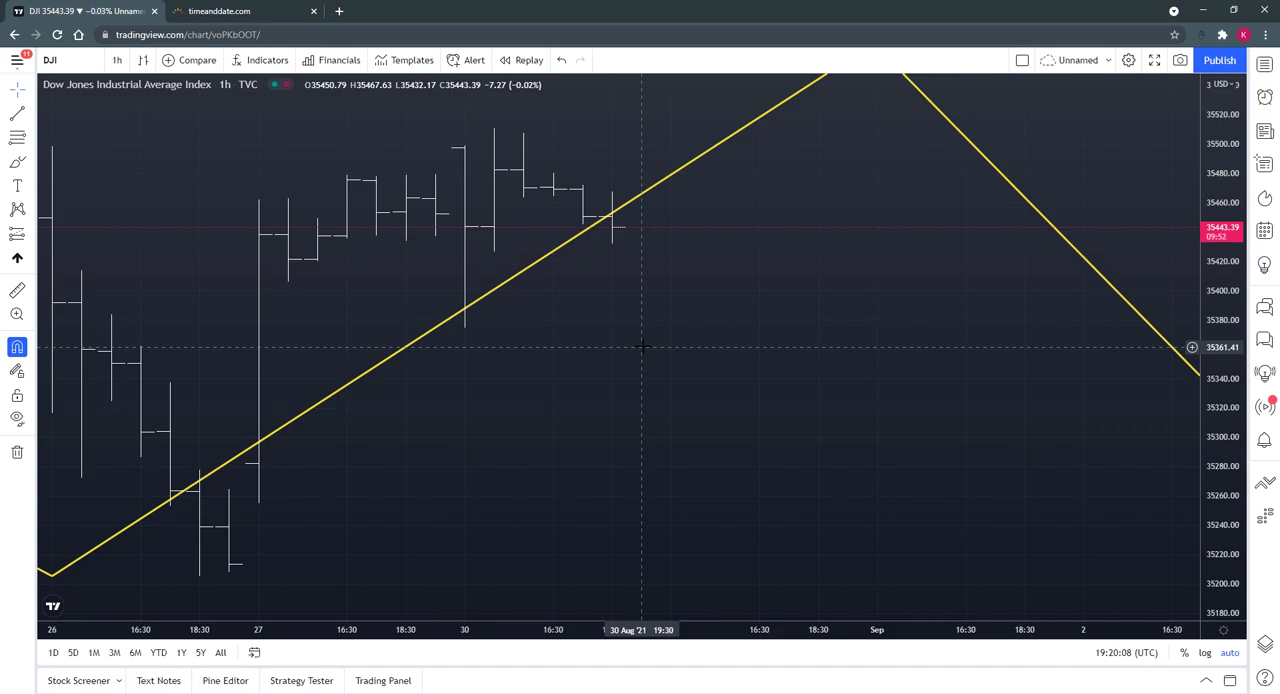 DJI 35443.39 ▼ −0.03% Unname
timeanddate.com
tradingview.com/chart/voPKbOOT/
K
11
DJI
1h
Compare
Indicators
Financials
Templates
Alert
Replay
Unnamed
Publish
Dow Jones Industrial Average Index 1h TVC O35450.79 H35467.63 L35432.17 C35443.39 −7.27 (−0.02%)
USD
35520.00
35500.00
35480.00
35460.00
35443.39
09:52
35420.00
35400.00
35380.00
35361.41
35340.00
35320.00
35300.00
35280.00
35260.00
35240.00
35220.00
35200.00
35180.00
26 16:30 18:30 27 16:30 18:30 30 16:30 30 Aug '21 19:30 16:30 18:30 Sep 16:30 18:30 2 16:30
1D 5D 1M 3M 6M YTD 1Y 5Y All
19:20:08 (UTC) % log auto
Stock Screener Text Notes Pine Editor Strategy Tester Trading Panel